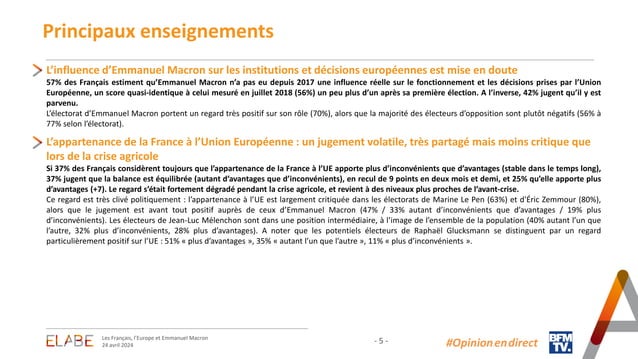 Principaux enseignements
L’influence d’Emmanuel Macron sur les institutions et décisions européennes est mise en doute
57% des Français estiment qu’Emmanuel Macron n’a pas eu depuis 2017 une influence réelle sur le fonctionnement et les décisions prises par l’Union
Européenne, un score quasi-identique à celui mesuré en juillet 2018 (56%) un peu plus d’un après sa première élection. A l’inverse, 42% jugent qu’il y est
parvenu.
L’électorat d’Emmanuel Macron portent un regard très positif sur son rôle (70%), alors que la majorité des électeurs d’opposition sont plutôt négatifs (56% à
77% selon l’électorat).
L’appartenance de la France à l’Union Européenne : un jugement volatile, très partagé mais moins critique que
lors de la crise agricole
Si 37% des Français considèrent toujours que l’appartenance de la France à l’UE apporte plus d’inconvénients que d’avantages (stable dans le temps long),
37% jugent que la balance est équilibrée (autant d’avantages que d’inconvénients), en recul de 9 points en deux mois et demi, et 25% qu’elle apporte plus
d’avantages (+7). Le regard s’était fortement dégradé pendant la crise agricole, et revient à des niveaux plus proches de l’avant-crise.
Ce regard est très clivé politiquement : l’appartenance à l’UE est largement critiquée dans les électorats de Marine Le Pen (63%) et d’Éric Zemmour (80%),
alors que le jugement est avant tout positif auprès de ceux d’Emmanuel Macron (47% / 33% autant d’inconvénients que d’avantages / 19% plus
d’inconvénients). Les électeurs de Jean-Luc Mélenchon sont dans une position intermédiaire, à l’image de l’ensemble de la population (40% autant l’un que
l’autre, 32% plus d’inconvénients, 28% plus d’avantages). A noter que les potentiels électeurs de Raphaël Glucksmann se distinguent par un regard
particulièrement positif sur l’UE : 51% « plus d’avantages », 35% « autant l’un que l’autre », 11% « plus d’inconvénients ».
ELABE
Les Français, l’Europe et Emmanuel Macron
24 avril 2024
- 5 -
#Opinionendirect
BFM
TV.